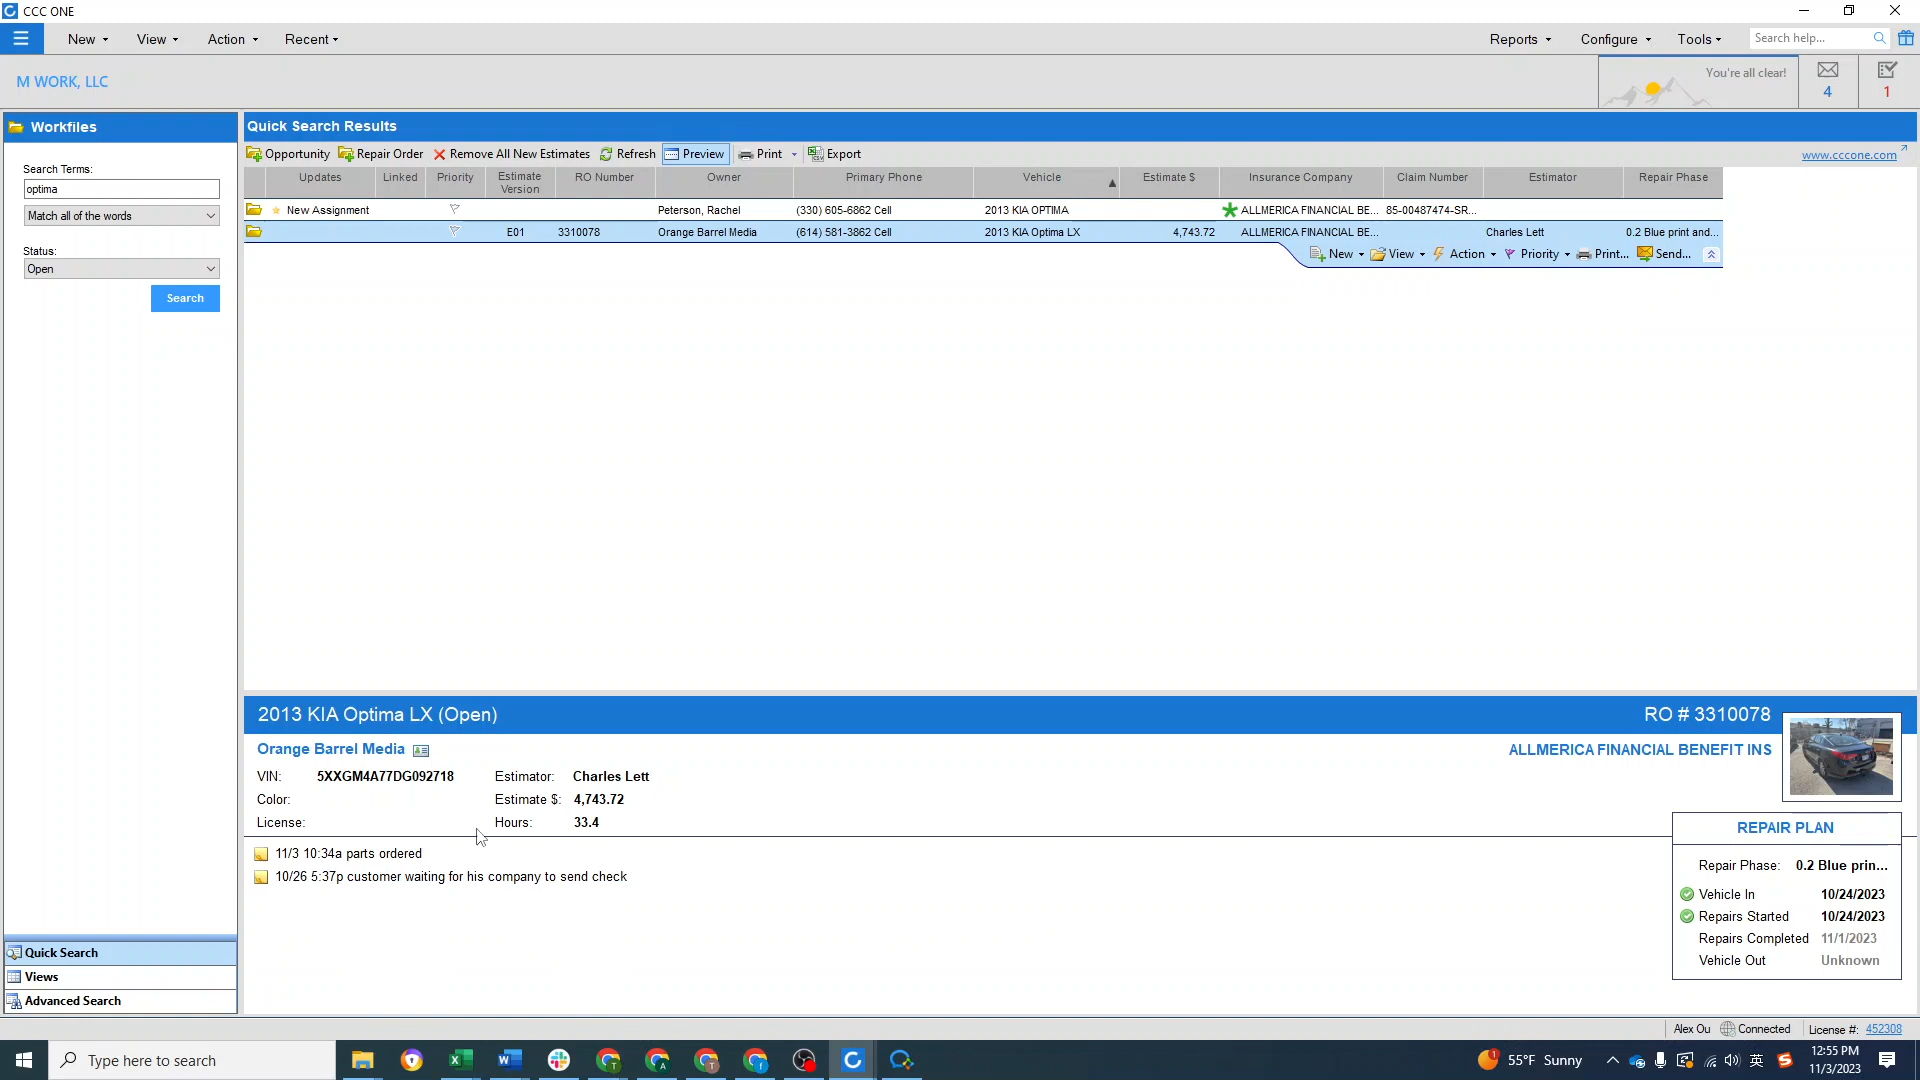 CCC ONE
New View Action Recent Reports Configure Tools Search help...
M WORK, LLC You're all clear! 4 1
Workfiles
Search Terms:
optima
Match all of the words
Status:
Open
Search
Quick Search
Views
Advanced Search
Quick Search Results
Opportunity Repair Order Remove All New Estimates Refresh Preview Print Export www.cccone.com
Updates Linked Priority Estimate Version RO Number Owner Primary Phone Vehicle Estimate $ Insurance Company Claim Number Estimator Repair Phase
New Assignment Peterson, Rachel (330) 605-6862 Cell 2013 KIA OPTIMA ALLMERICA FINANCIAL BE... 85-00487474-SR...
E01 3310078 Orange Barrel Media (614) 581-3862 Cell 2013 KIA Optima LX 4,743.72 ALLMERICA FINANCIAL BE... Charles Lett 0.2 Blue print and...
New View Action Priority Print... Send...
2013 KIA Optima LX (Open) RO # 3310078
Orange Barrel Media ALLMERICA FINANCIAL BENEFIT INS
VIN: 5XXGM4A77DG092718 Estimator: Charles Lett
Color: Estimate $: 4,743.72
License: Hours: 33.4
11/3 10:34a parts ordered
10/26 5:37p customer waiting for his company to send check
REPAIR PLAN
Repair Phase: 0.2 Blue prin...
Vehicle In 10/24/2023
Repairs Started 10/24/2023
Repairs Completed 11/1/2023
Vehicle Out Unknown
Alex Ou Connected License #: 452308
Type here to search 55°F Sunny 英 12:55 PM
11/3/2023